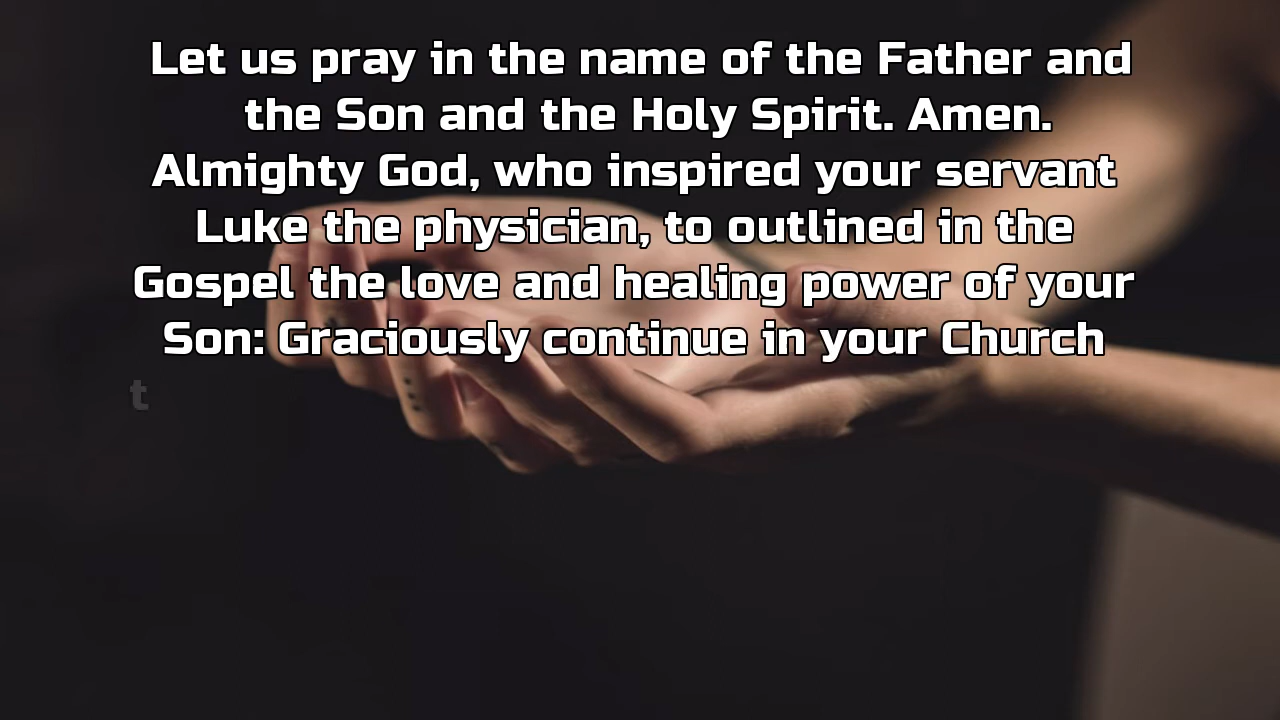 Let us pray in the name of the Father and
the Son and the Holy Spirit. Amen.
Almighty God, who inspired your servant
Luke the physician, to outlined in the
Gospel the love and healing power of your
Son: Graciously continue in your Church
t